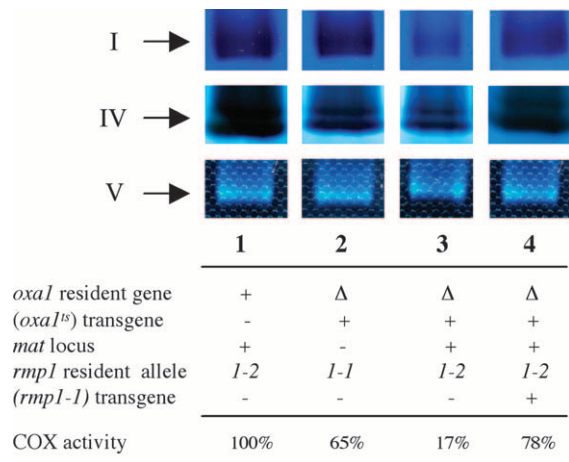 I
IV
V
1 2 3 4
oxa1 resident gene + Δ Δ Δ
(oxa1ts) transgene - + + +
mat locus + - + +
rmp1 resident allele 1-2 1-1 1-2 1-2
(rmp1-1) transgene - - - +
COX activity 100% 65% 17% 78%